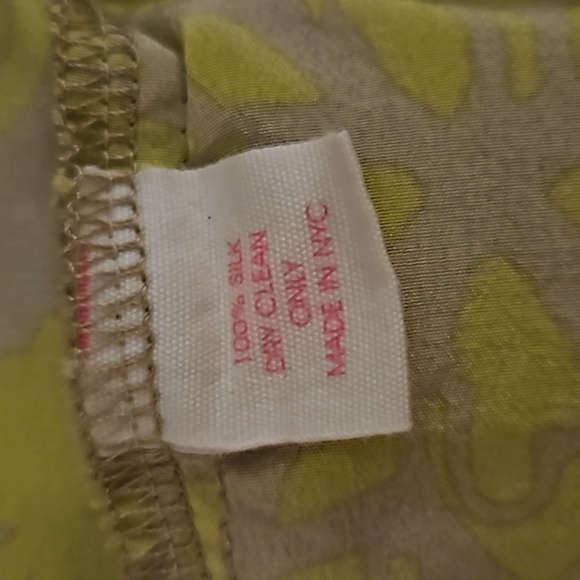 100% SILK
DRY CLEAN
ONLY
MADE IN NYC